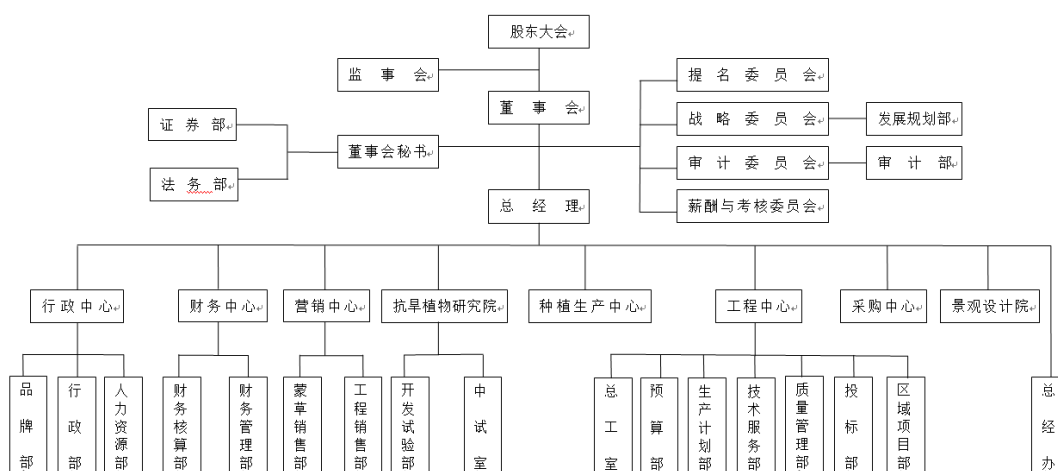 股东大会
监事会
提名委员会
董事会
战略委员会
发展规划部
证券部
董事会秘书
审计委员会
审计部
法务部
总经理
薪酬与考核委员会
行政中心
财务中心
营销中心
抗旱植物研究院
种植生产中心
工程中心
采购中心
景观设计院
品牌部
行政部
人力资源部
财务核算部
财务管理部
蒙草销售部
工程销售部
开发试验部
中试室
总工室
预算部
生产计划部
技术服务部
质量管理部
投标部
区域项目部
总经办